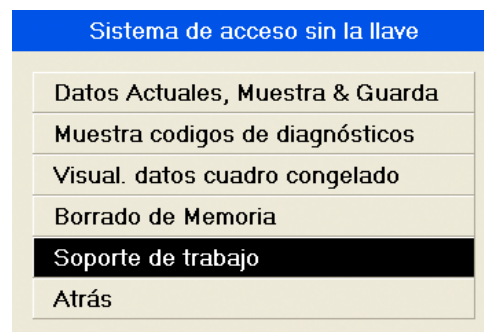 Sistema de acceso sin la llave
Datos Actuales, Muestra & Guarda
Muestra codigos de diagnósticos
Visual. datos cuadro congelado
Borrado de Memoria
Soporte de trabajo
Atrás